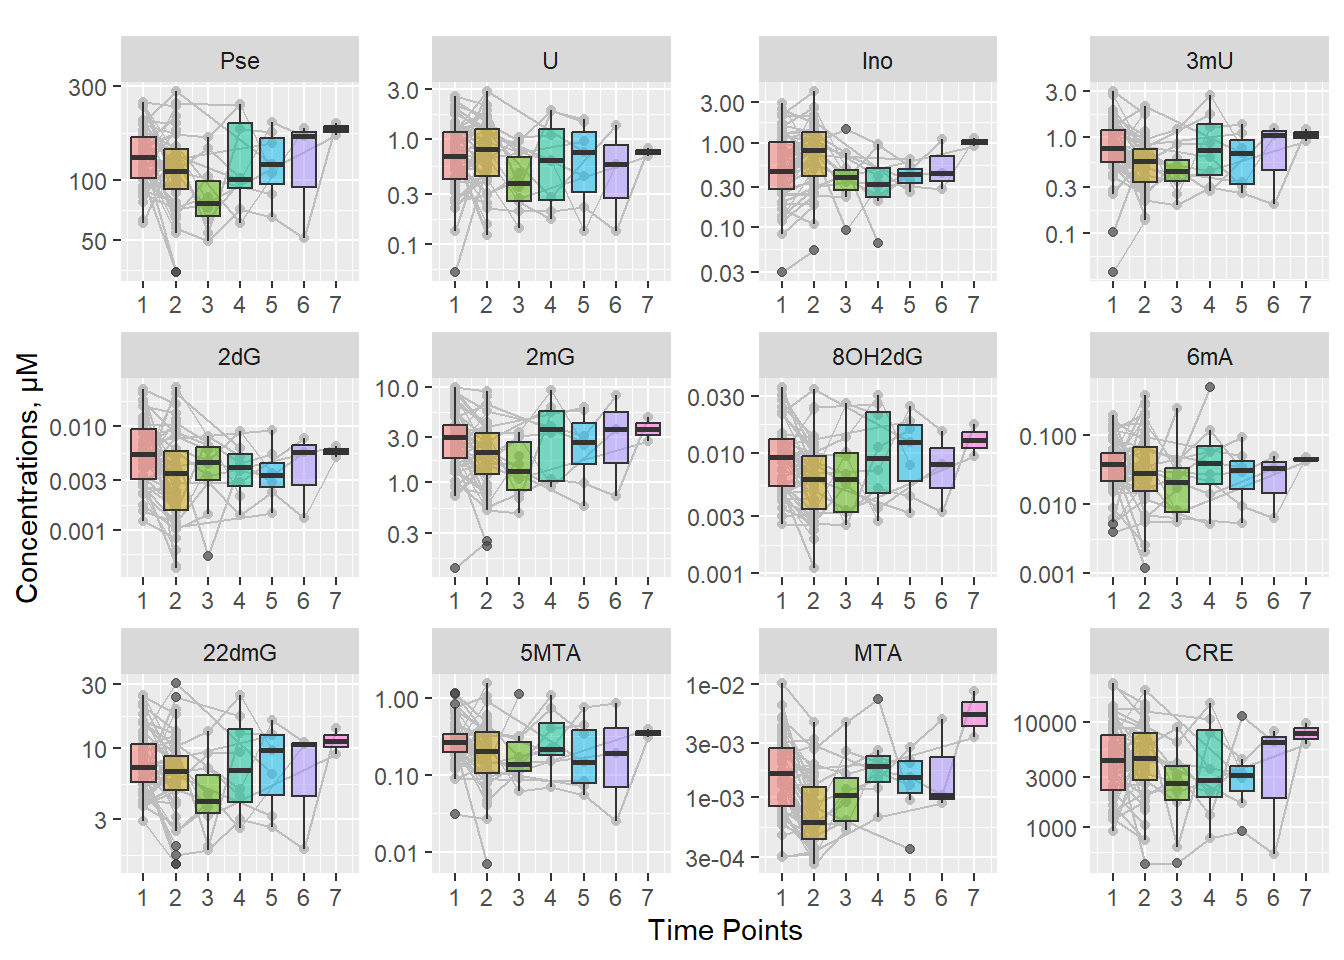 Pse
U
Ino
3mU
300
100
50
3.0
1.0
0.3
0.1
3.00
1.00
0.30
0.10
0.03
3.0
1.0
0.3
0.1
1 2 3 4 5 6 7
1 2 3 4 5 6 7
1 2 3 4 5 6 7
1 2 3 4 5 6 7
Concentrations, µM
2dG
2mG
8OH2dG
6mA
0.010
0.003
0.001
10.0
3.0
1.0
0.3
0.030
0.010
0.003
0.001
0.100
0.010
0.001
1 2 3 4 5 6 7
1 2 3 4 5 6 7
1 2 3 4 5 6 7
1 2 3 4 5 6 7
22dmG
5MTA
MTA
CRE
30
10
3
1.00
0.10
0.01
1e-02
3e-03
1e-03
3e-04
10000
3000
1000
1 2 3 4 5 6 7
1 2 3 4 5 6 7
1 2 3 4 5 6 7
1 2 3 4 5 6 7
Time Points